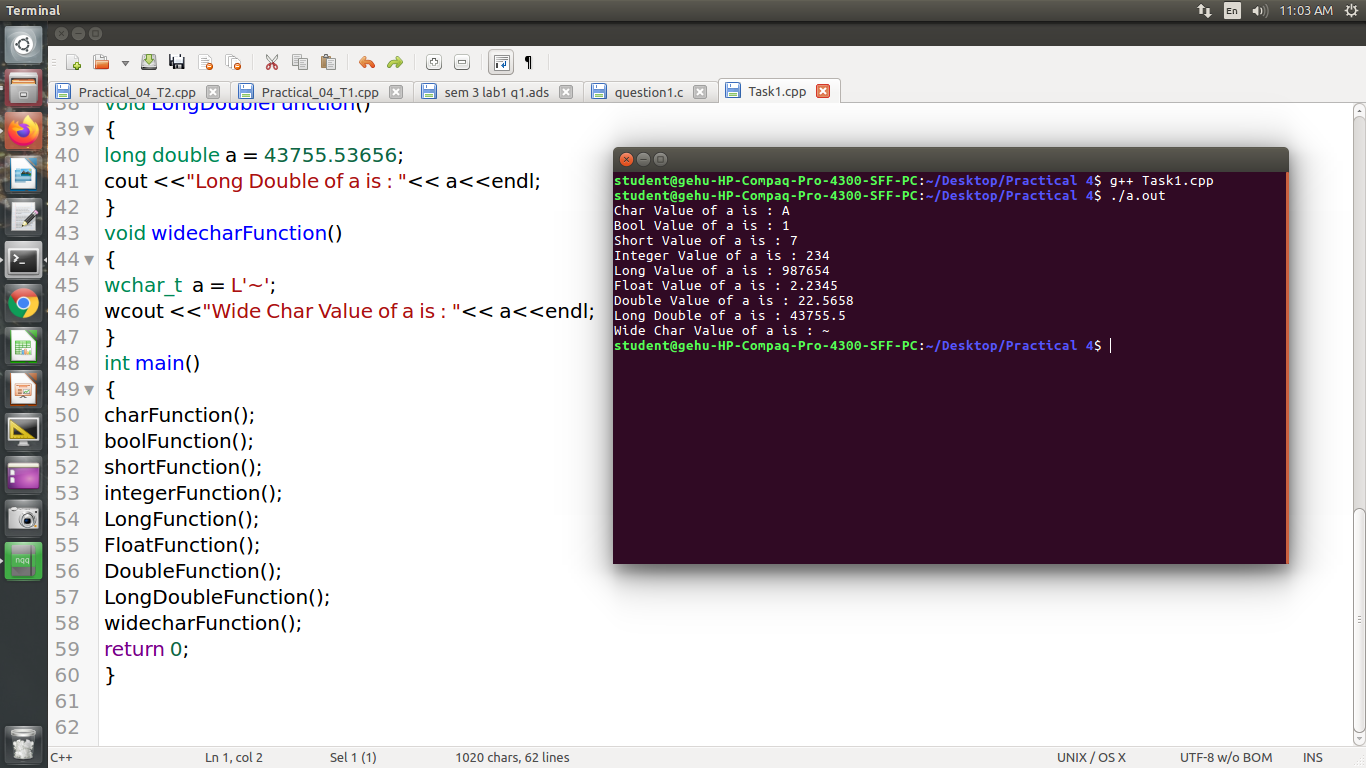 Terminal
En
11:03 AM
Practical_04_T2.cpp
Practical_04_T1.cpp
sem 3 lab1 q1.ads
question1.c
Task1.cpp
38 void LongDoubleFunction()
39 {
40 long double a = 43755.53656;
41 cout <<"Long Double of a is : "<< a<<endl;
42 }
43 void widecharFunction()
44 {
45 wchar_t  a = L'~';
46 wcout <<"Wide Char Value of a is : "<< a<<endl;
47 }
48 int main()
49 {
50 charFunction();
51 boolFunction();
52 shortFunction();
53 integerFunction();
54 LongFunction();
55 FloatFunction();
56 DoubleFunction();
57 LongDoubleFunction();
58 widecharFunction();
59 return 0;
60 }
61
62
student@gehu-HP-Compaq-Pro-4300-SFF-PC:~/Desktop/Practical 4$ g++ Task1.cpp
student@gehu-HP-Compaq-Pro-4300-SFF-PC:~/Desktop/Practical 4$ ./a.out
Char Value of a is : A
Bool Value of a is : 1
Short Value of a is : 7
Integer Value of a is : 234
Long Value of a is : 987654
Float Value of a is : 2.2345
Double Value of a is : 22.5658
Long Double of a is : 43755.5
Wide Char Value of a is : ~
student@gehu-HP-Compaq-Pro-4300-SFF-PC:~/Desktop/Practical 4$
nqq
C++
Ln 1, col 2
Sel 1 (1)
1020 chars, 62 lines
UNIX / OS X
UTF-8 w/o BOM
INS